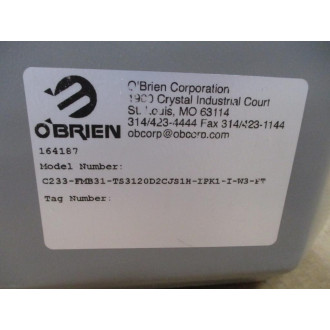 O'Brien Corporation
1900 Crystal Industrial Court
St. Louis, MO 63114
314/423-4444 Fax 314/423-1144
obcorp@obcorp.com
O'BRIEN
164187
Model Number:
C233-FMB31-TS3120D2CJS1H-IPK1-I-W3-FT
Tag Number: